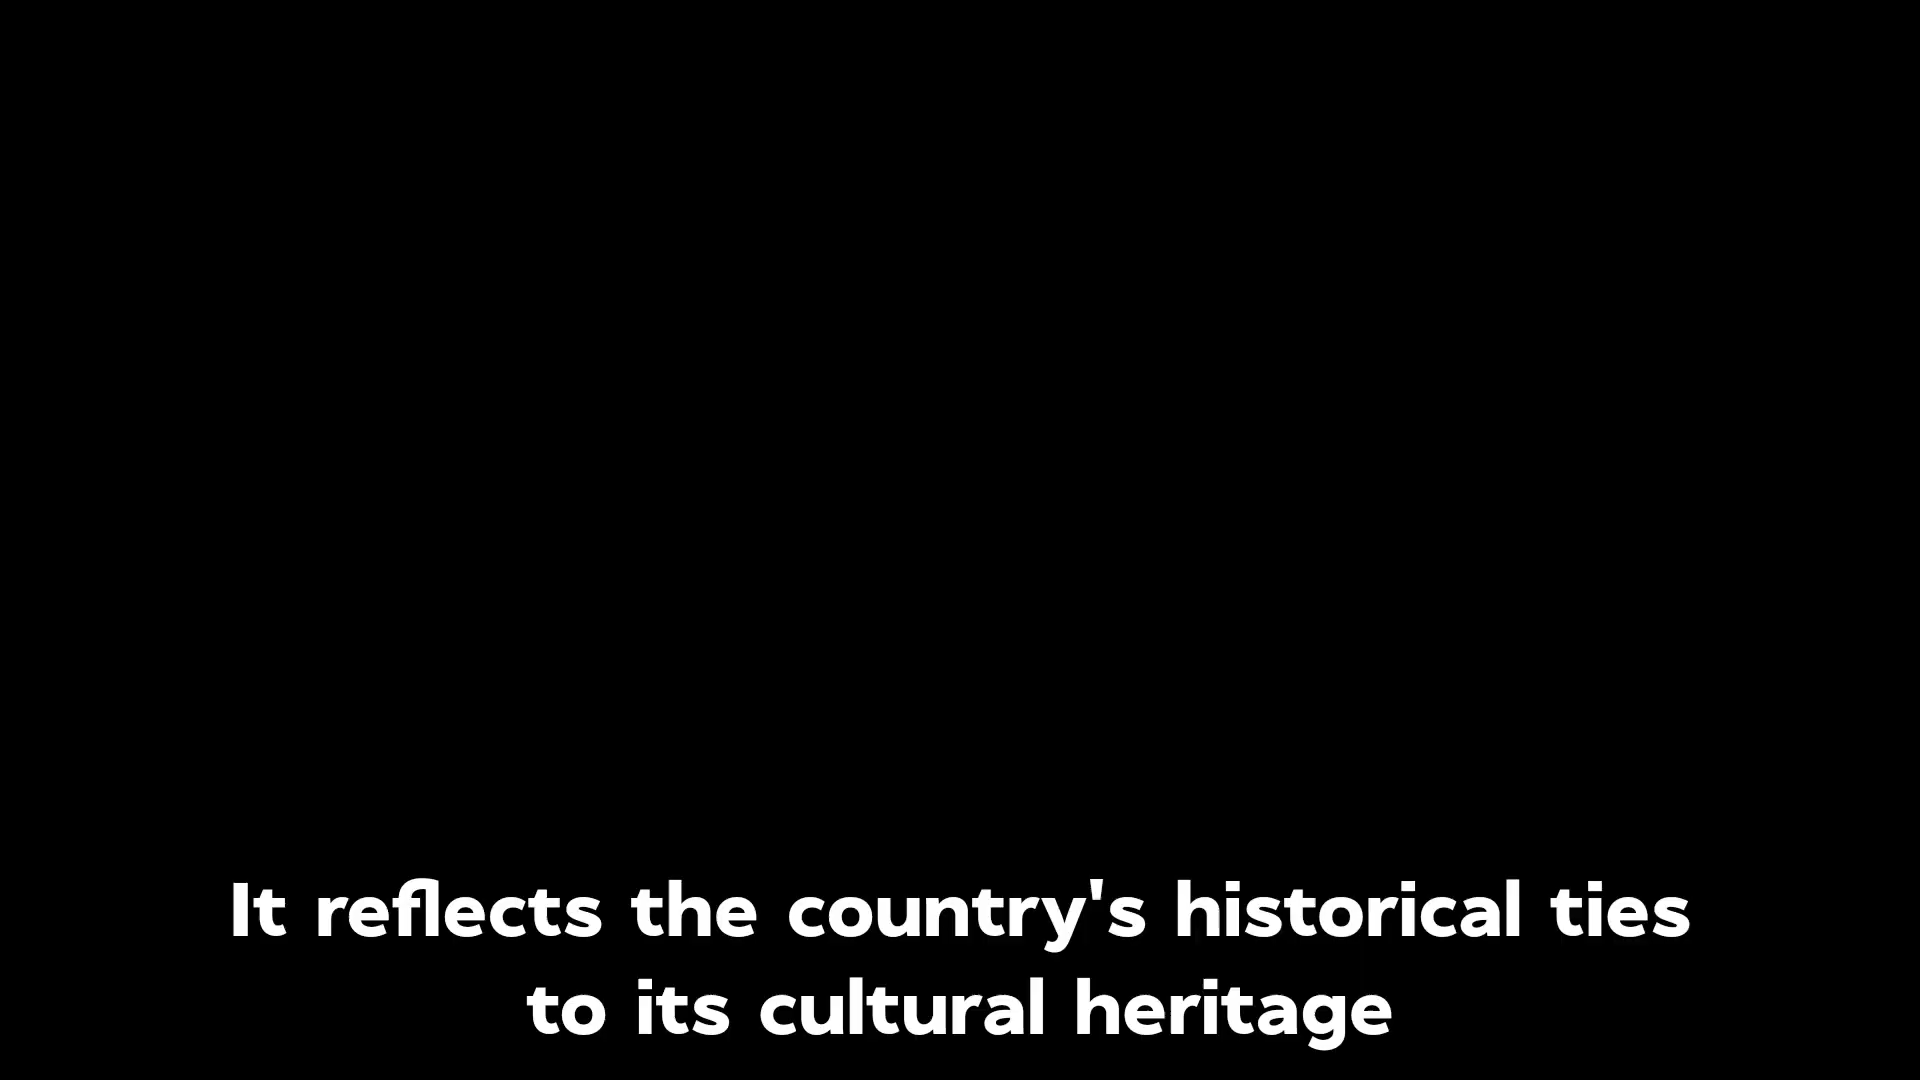 It reflects the country's historical ties
to its cultural heritage